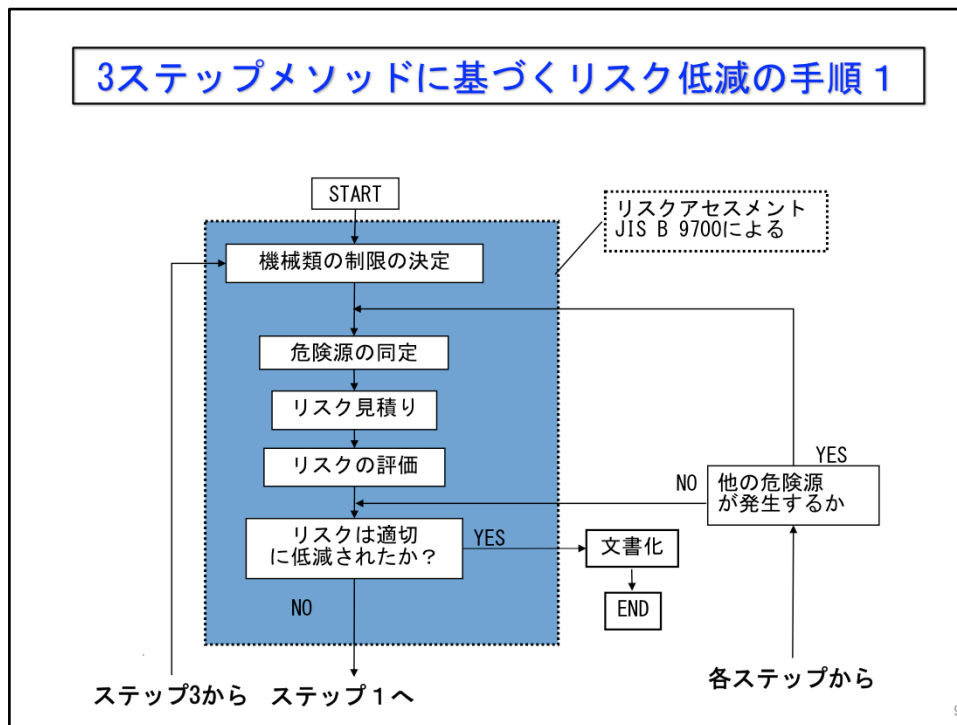 3ステップメソッドに基づくリスク低減の手順１
START
リスクアセスメント
JIS B 9700による
機械類の制限の決定
危険源の同定
リスク見積り
リスクの評価
YES
NO
他の危険源
が発生するか
リスクは適切
に低減されたか？
YES
文書化
NO
END
ステップ3から
ステップ１へ
各ステップから
9